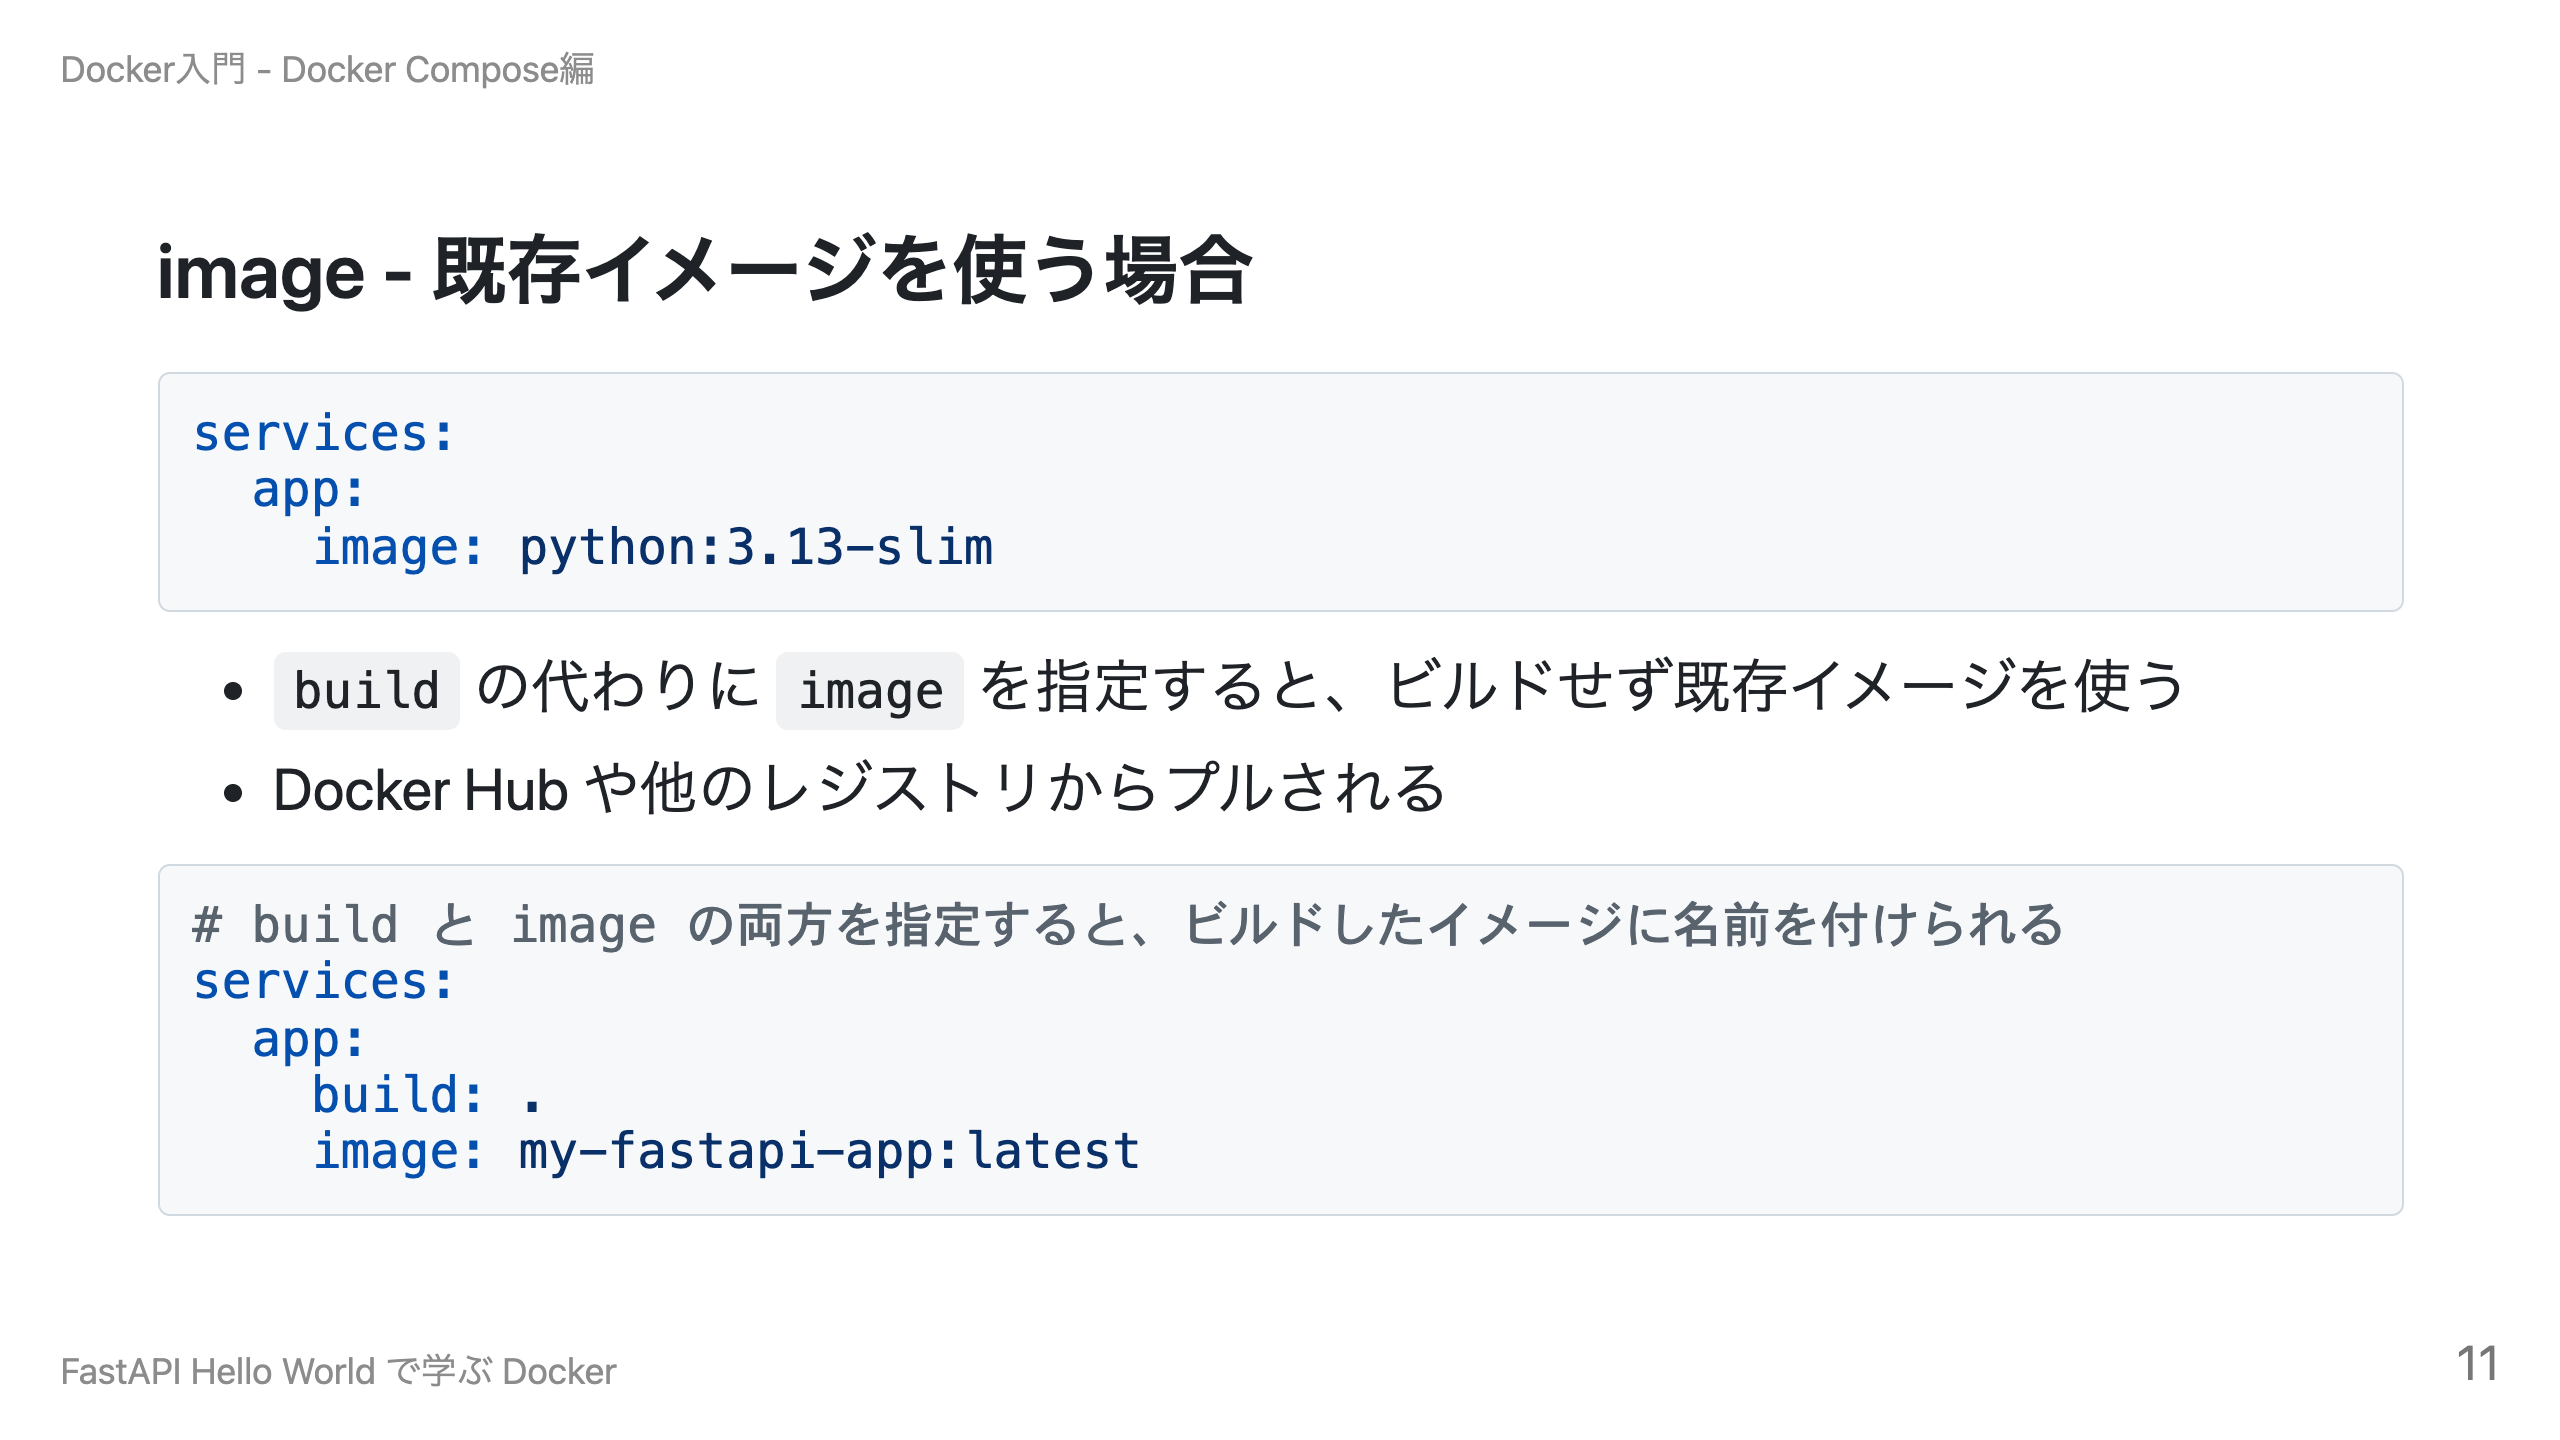 Docker入門 - Docker Compose編
image - 既存イメージを使う場合
services:
  app:
    image: python:3.13-slim
• build の代わりに image を指定すると、ビルドせず既存イメージを使う
• Docker Hub や他のレジストリからプルされる
# build と image の両方を指定すると、ビルドしたイメージに名前を付けられる
services:
  app:
    build: .
    image: my-fastapi-app:latest
FastAPI Hello World で学ぶ Docker
11